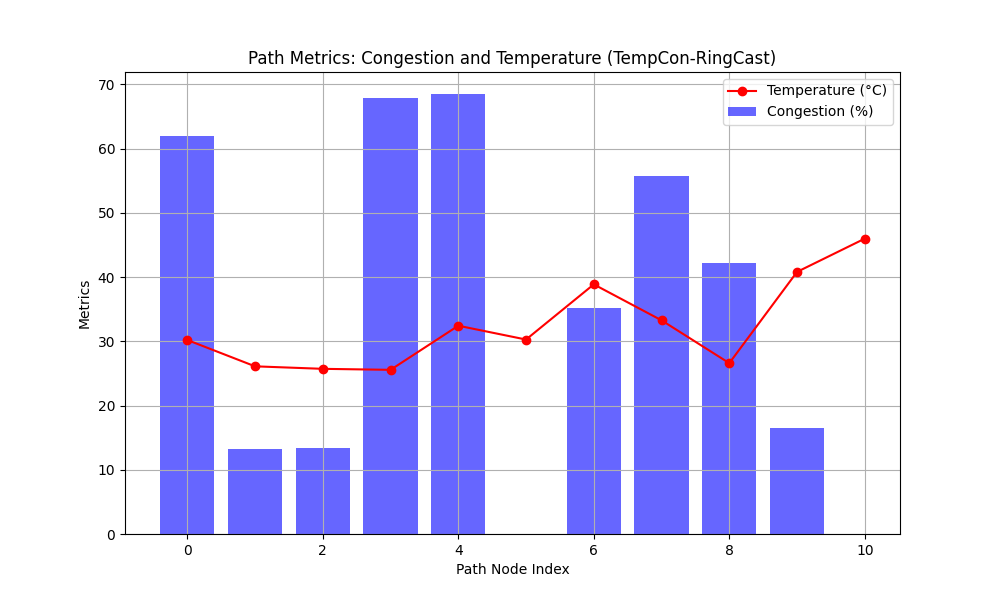 Path Metrics: Congestion and Temperature (TempCon-RingCast)
Temperature (°C)
Congestion (%)
Metrics
70
60
50
40
30
20
10
0
0 2 4 6 8 10
Path Node Index